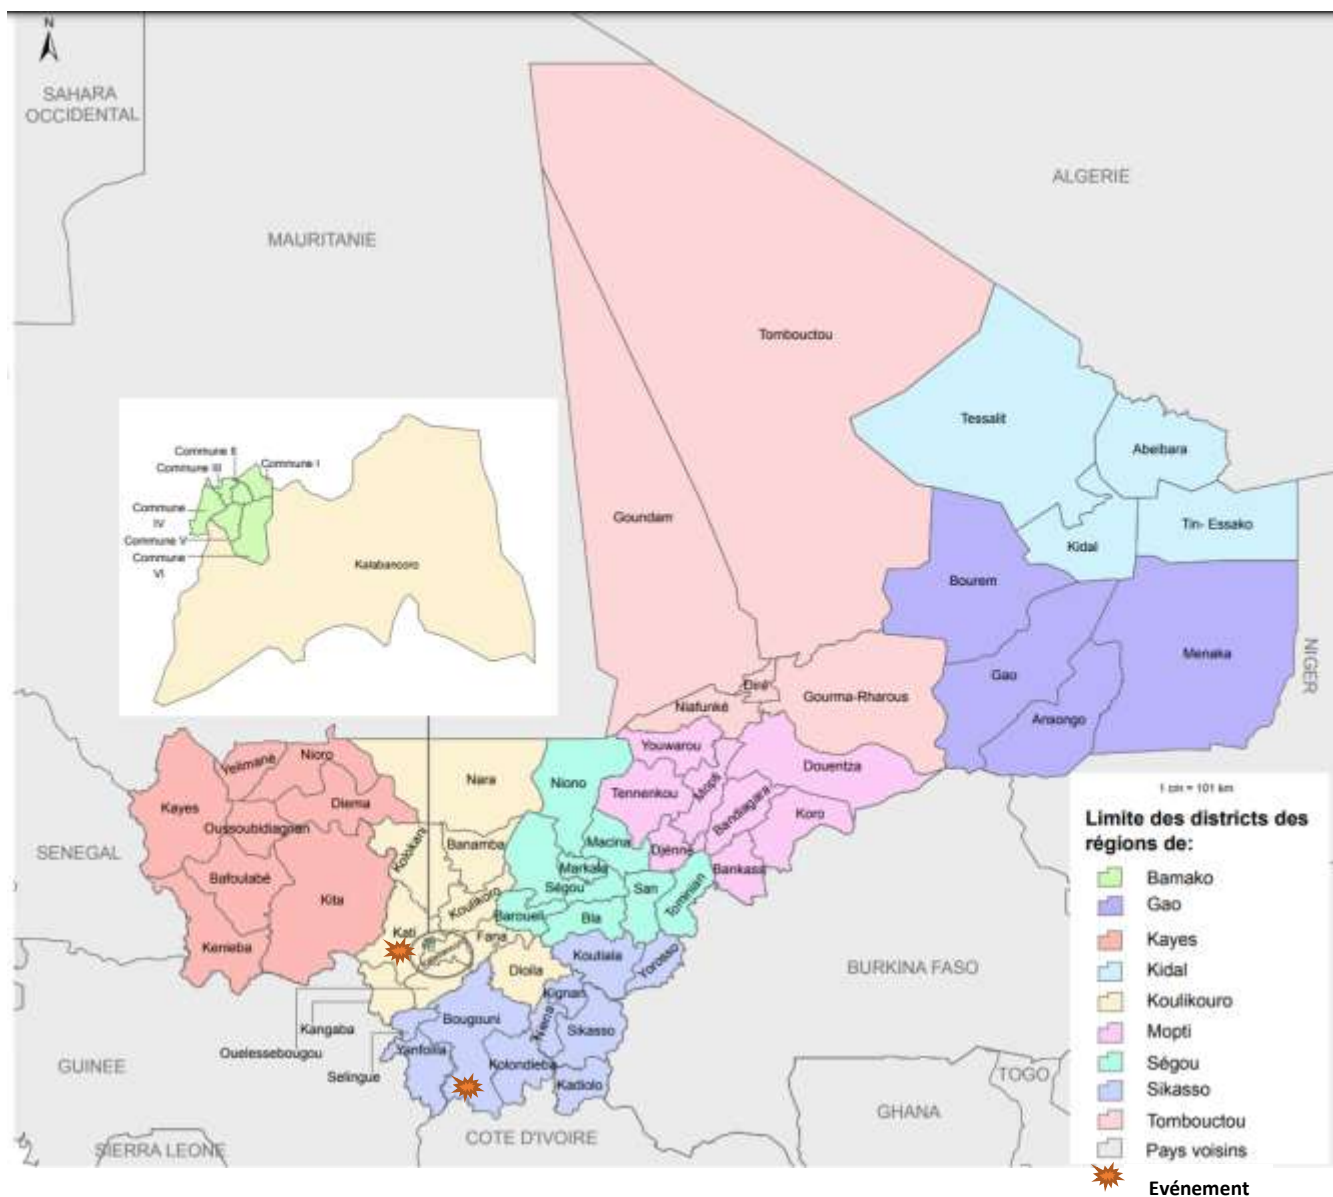 N
SAHARA
OCCIDENTAL
ALGERIE
MAURITANIE
Tombouctou
Tessalit
Abeibara
Commune II
Commune III
Commune I
Commune
IV
Commune V
Commune
VI
Kalabancoro
Goundam
Tin- Essako
Kidal
Bourem
Menaka
NIGER
Gao
Ansongo
Diré
Gourma-Rharous
Niafunké
Youwarou
Douentza
Mopti
Tennenkou
Bandiagara
Koro
Djénné
Bankass
Nioro
Yelimané
Nara
Niono
Kayes
Diema
Oussoubidiagnan
Kolokani
Banamba
Macina
Markala
SENEGAL
Bafoulabé
Ségou
San
Tominian
Kita
Koulikoro
Baroueli
Bla
Kati
Fana
Kenieba
Koutiala
Yorosso
Dioila
BURKINA FASO
Kignan
Kangaba
Bougouni
Niena
Sikasso
Ouelessebougou
Yanfolila
Selingue
Kolondieba
Kadiolo
GUINEE
TOGO
GHANA
COTE D'IVOIRE
SIERRA LEONE
1 cm = 101 km
Limite des districts des
régions de:
Bamako
Gao
Kayes
Kidal
Koulikouro
Mopti
Ségou
Sikasso
Tombouctou
Pays voisins
Evénement